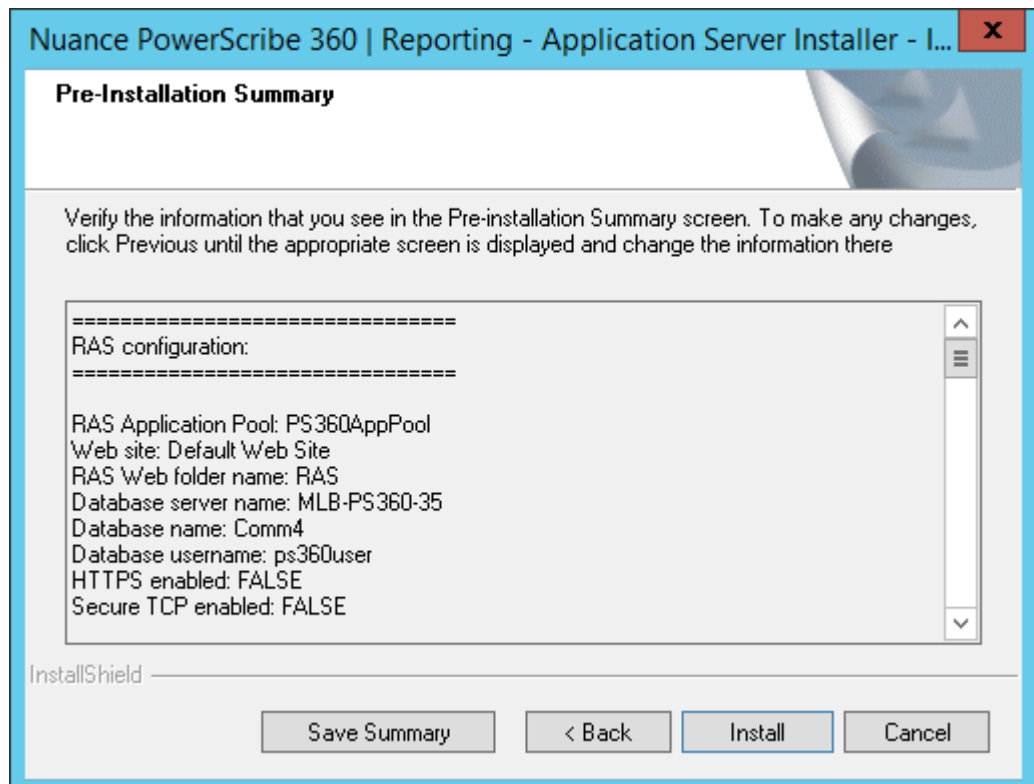 Nuance PowerScribe 360 | Reporting - Application Server Installer - I...
x
Pre-Installation Summary
Verify the information that you see in the Pre-installation Summary screen. To make any changes,
click Previous until the appropriate screen is displayed and change the information there
================================
RAS configuration:
================================
RAS Application Pool: PS360AppPool
Web site: Default Web Site
RAS Web folder name: RAS
Database server name: MLB-PS360-35
Database name: Comm4
Database username: ps360user
HTTPS enabled: FALSE
Secure TCP enabled: FALSE
InstallShield
Save Summary
< Back
Install
Cancel